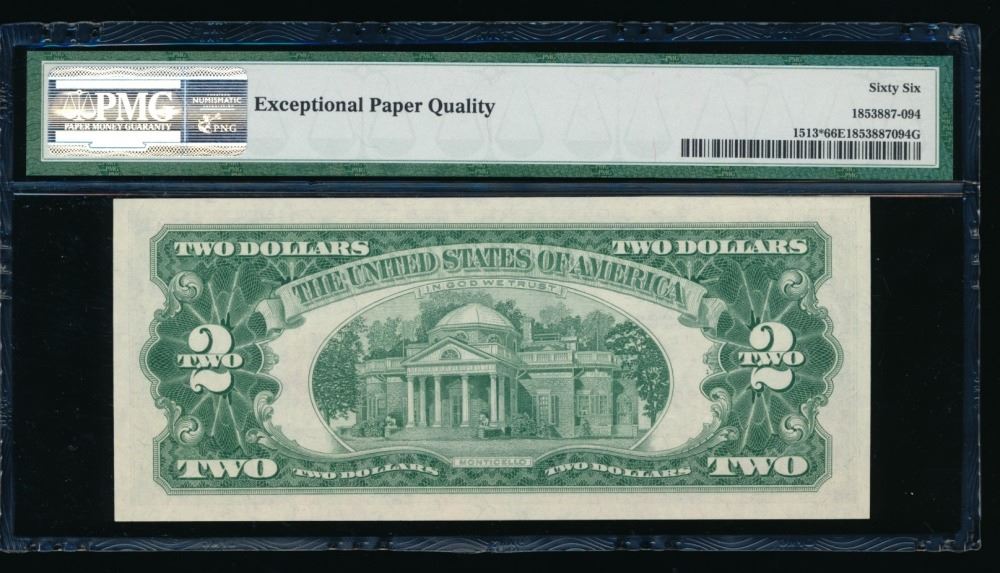 PMG
PAPER MONEY GUARANTY
NUMISMATIC
PNG
Exceptional Paper Quality
Sixty Six
1853887-094
1513*66E1853887094G
TWO DOLLARS
TWO DOLLARS
THE UNITED STATES OF AMERICA
IN GOD WE TRUST
2
TWO
2
TWO
MONTICELLO
TWO
TWO DOLLARS
TWO DOLLARS
TWO